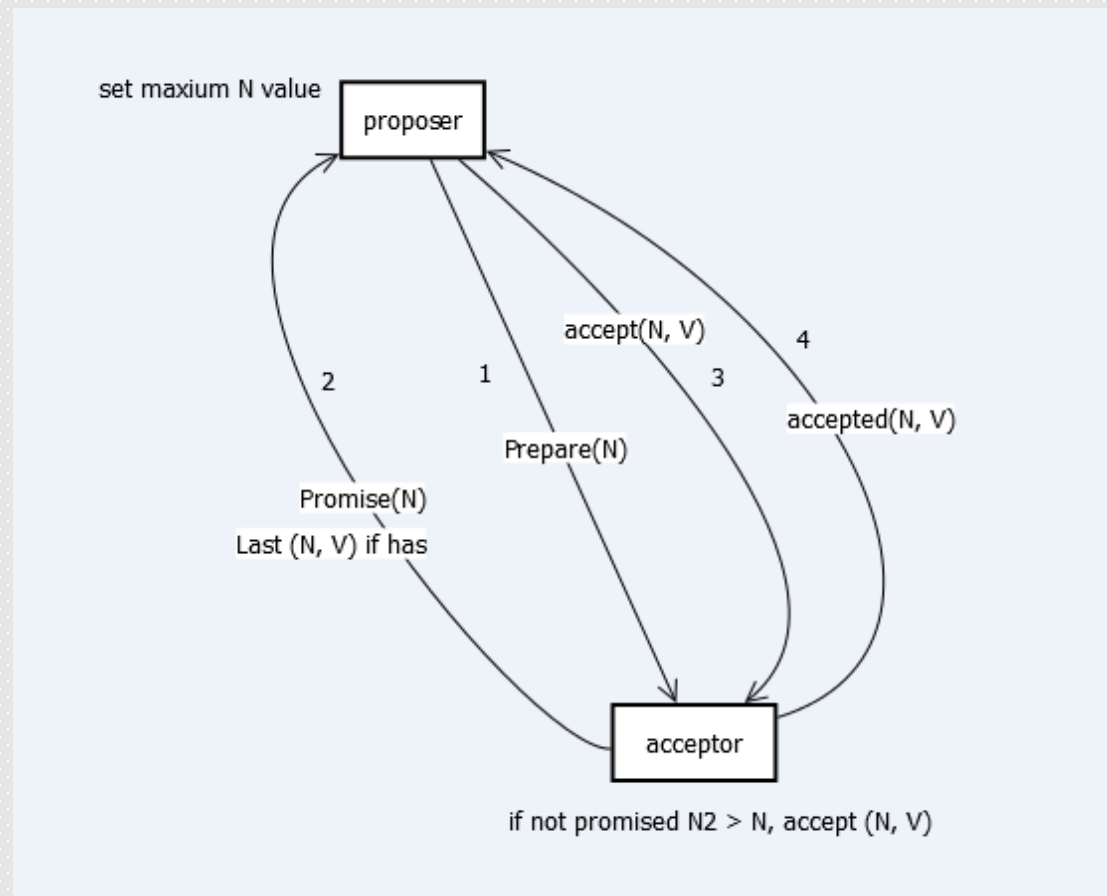 set maxium N value
proposer
accept(N, V)
4
2
1
3
accepted(N, V)
Prepare(N)
Promise(N)
Last (N, V) if has
acceptor
if not promised N2 > N, accept (N, V)